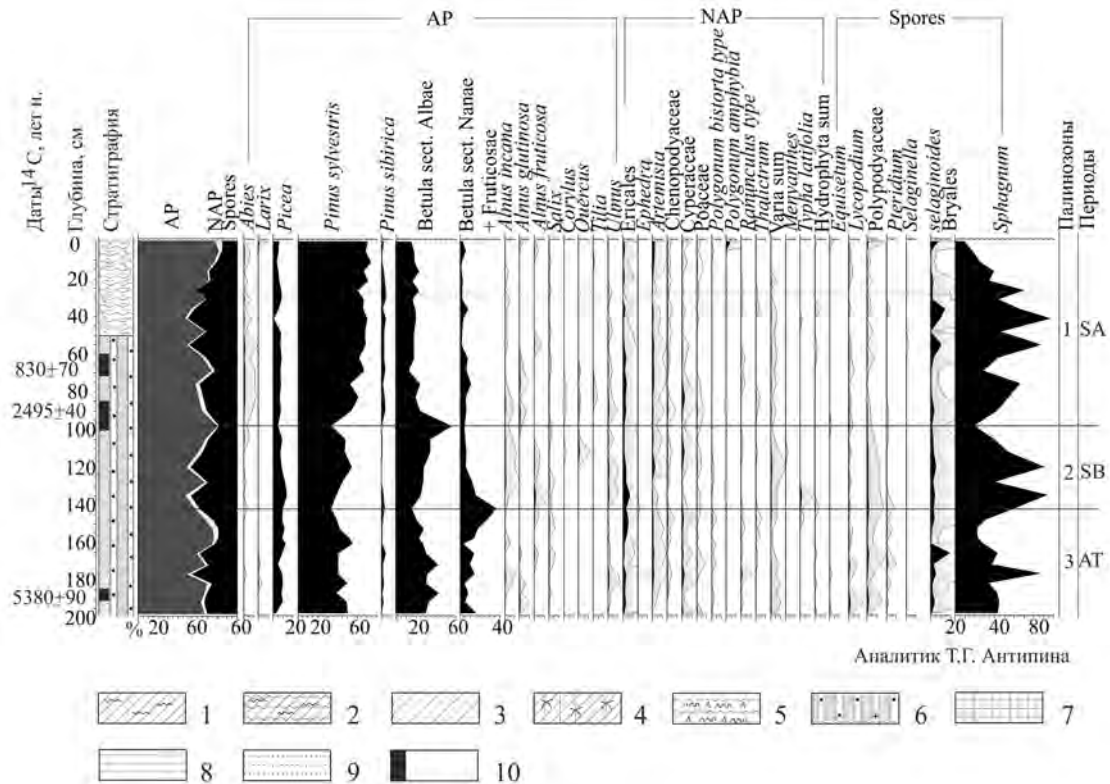 AP
NAP
Spores
Даты ¹⁴C, лет н.
Глубина, см
Стратиграфия
AP
NAP
Spores
Abies
Larix
Picea
Pinus sylvestris
Pinus sibirica
Betula sect. Albae
Betula sect. Nanae
+ Fruticosae
Alnus incana
Alnus glutinosa
Alnus fruticosa
Salix
Corylus
Quercus
Tilia
Ulmus
Ericales
Ephedra
Artemisia
Chenopodyaceae
Cyperaceae
Poaceae
Polygonum bistorta type
Polygonum amphybia
Ranunculus type
Thalictrum
Varia sum
Menyanthes
Typha latifolia
Hydrophyta sum
Equisetum
Lycopodium
Polypodyaceae
Pteridium
Selaginella
selaginoides
Bryales
Sphagnum
Палинозоны
Периоды
0
20
40
60
80
100
120
140
160
180
200
830±70
2495±40
5380±90
1 SA
2 SB
3 AT
% 20 60 60 20 20 60 20 60 40 20 40 80
Аналитик Т.Г. Антипина
1 2 3 4 5 6 7
8 9 10